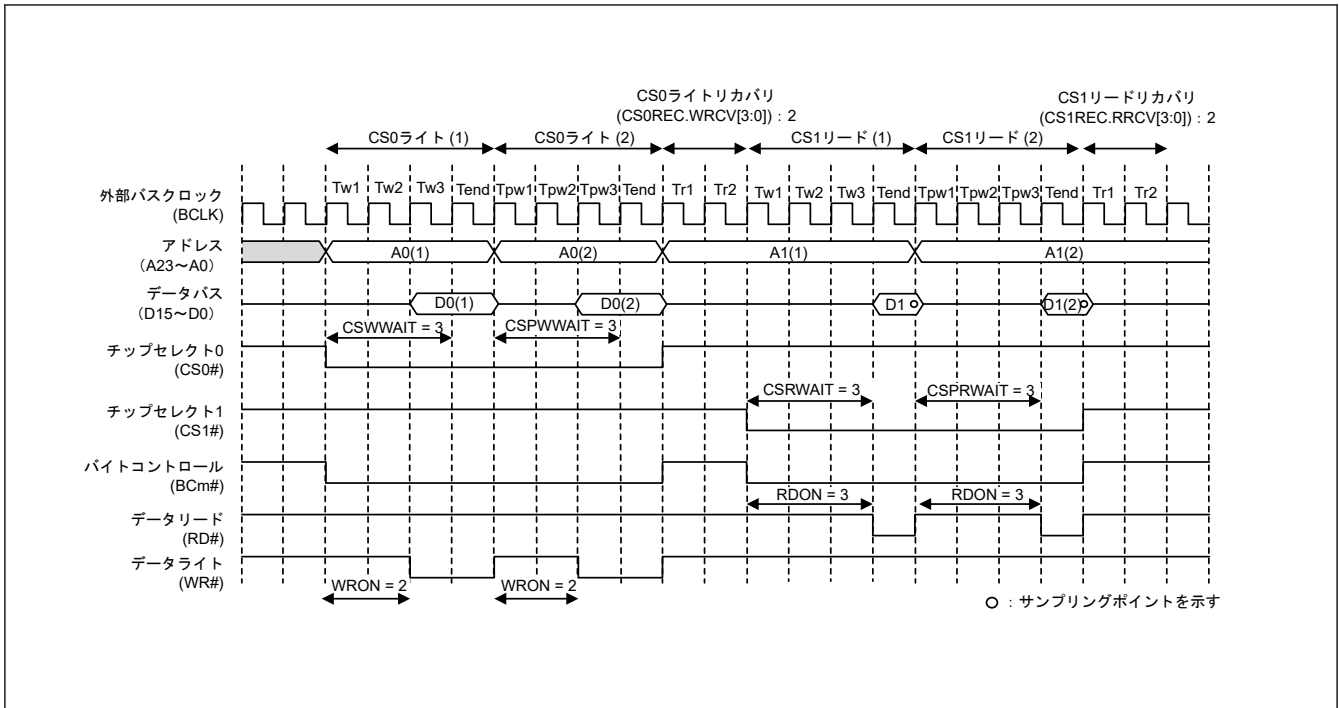 CS0ライトリカバリ
(CS0REC.WRCV[3:0])：2
CS1リードリカバリ
(CS1REC.RRCV[3:0])：2
CS0ライト (1)
CS0ライト (2)
CS1リード (1)
CS1リード (2)
外部バスクロック
(BCLK)
Tw1 Tw2 Tw3 Tend Tpw1 Tpw2 Tpw3 Tend Tr1 Tr2 Tw1 Tw2 Tw3 Tend Tpw1 Tpw2 Tpw3 Tend Tr1 Tr2
アドレス
（A23～A0）
A0(1) A0(2) A1(1) A1(2)
データバス
（D15～D0）
D0(1) D0(2) D1 D1(2)
CSWWAIT = 3 CSPWWAIT = 3
チップセレクト0
(CS0#)
CSRWAIT = 3 CSPRWAIT = 3
チップセレクト1
(CS1#)
バイトコントロール
(BCm#)
RDON = 3 RDON = 3
データリード
(RD#)
データライト
(WR#)
WRON = 2 WRON = 2
：サンプリングポイントを示す